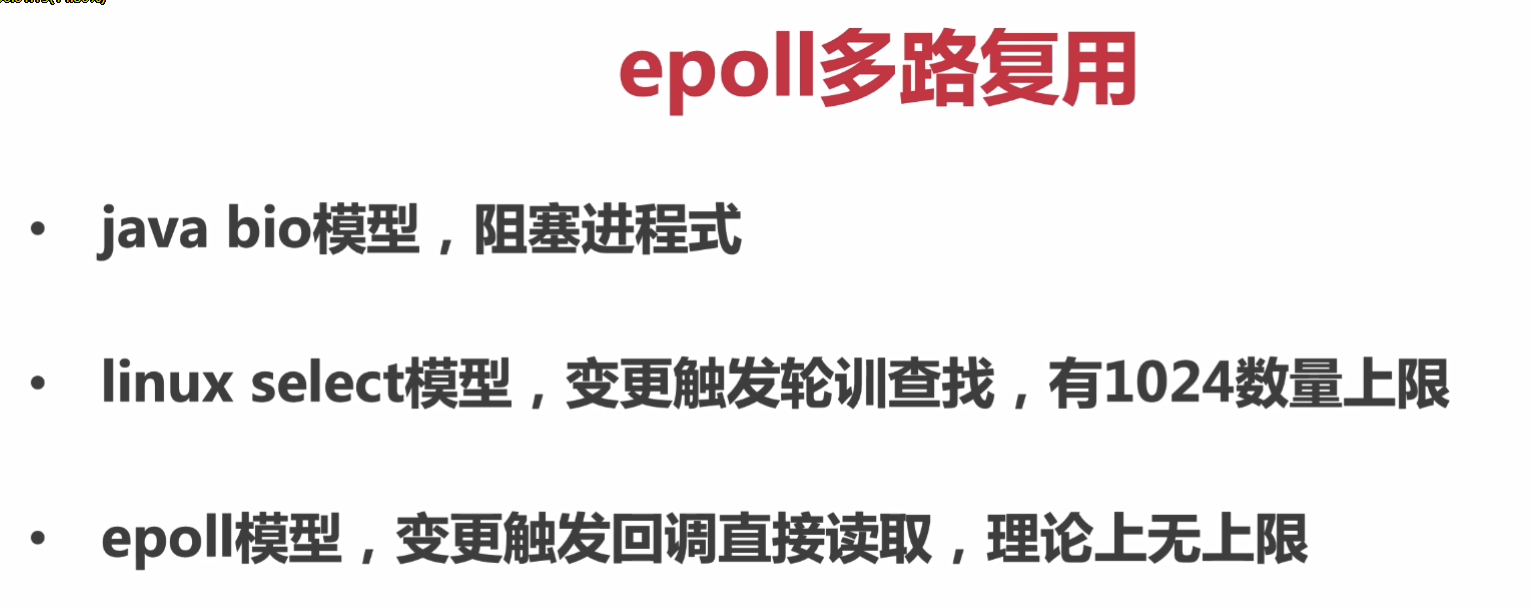 epoll多路复用
• java bio模型，阻塞进程式
• linux select模型，变更触发轮训查找，有1024数量上限
• epoll模型，变更触发回调直接读取，理论上无上限